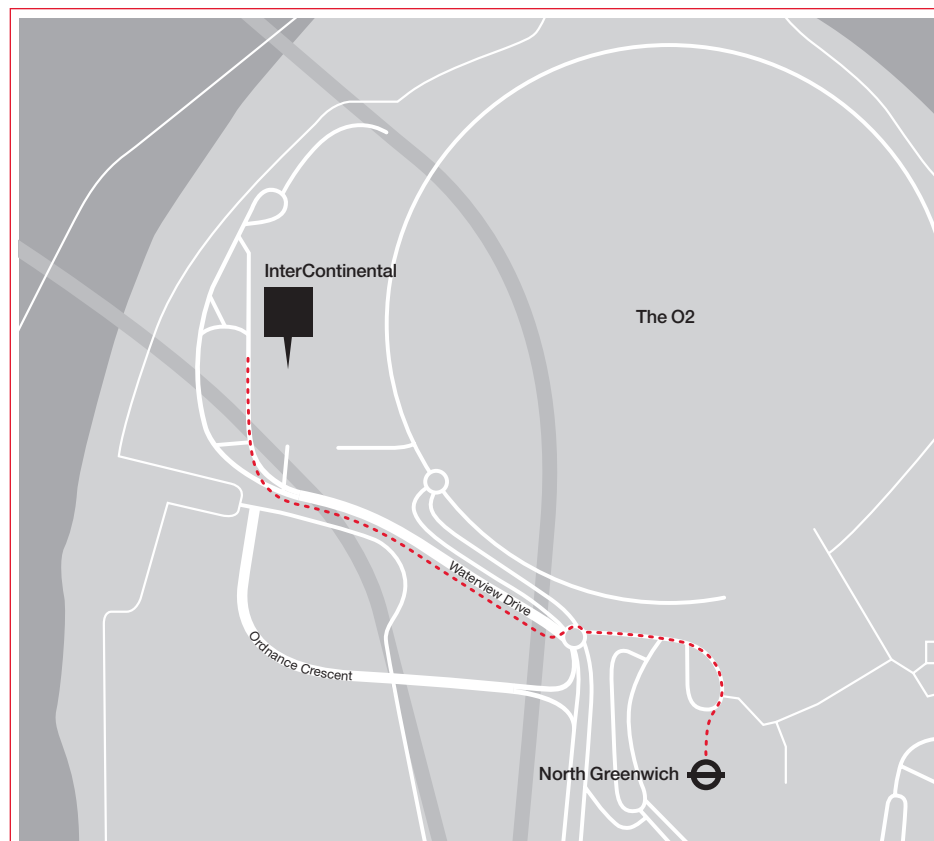 InterContinental
The O2
Waterview Drive
Ordnance Crescent
North Greenwich